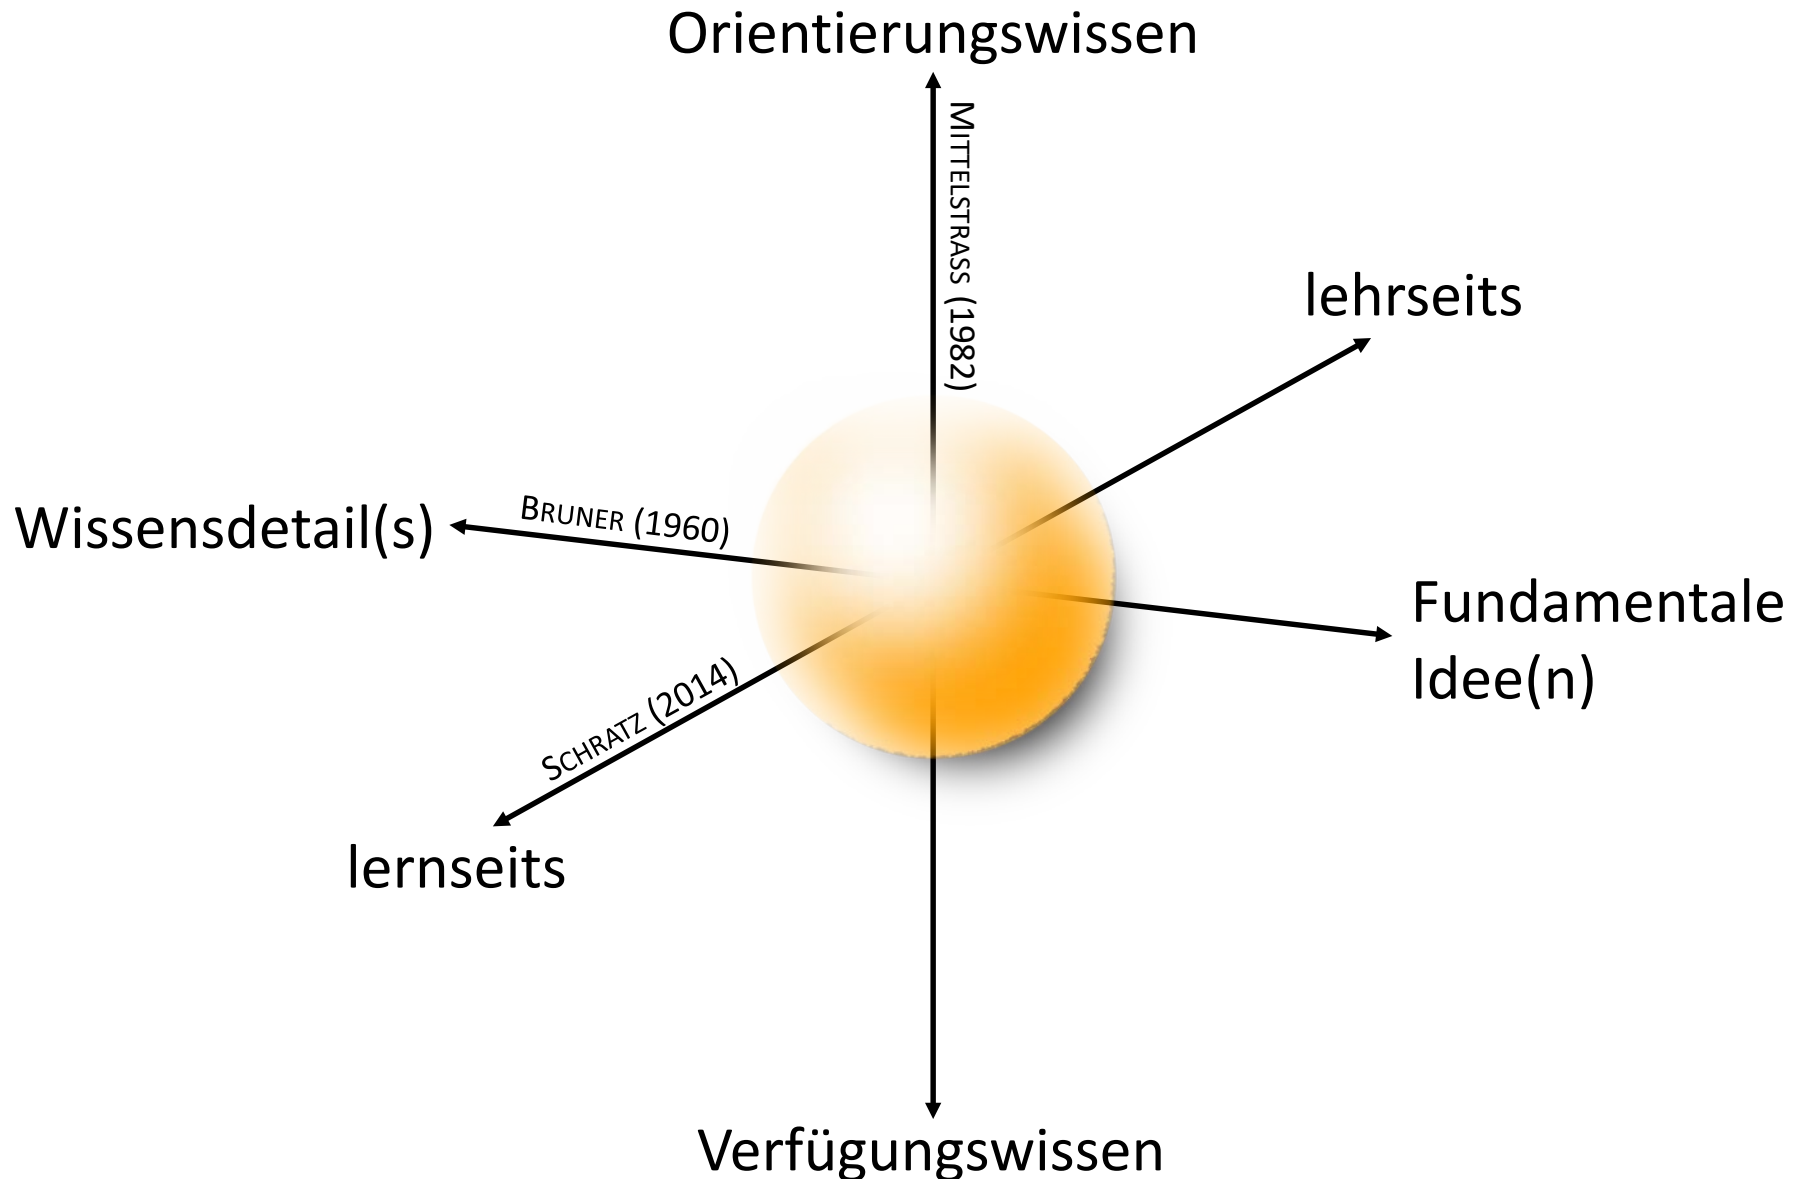 Orientierungswissen
MITTELSTRASS (1982)
lehrseits
Wissensdetail(s)
BRUNER (1960)
Fundamentale
Idee(n)
SCHRATZ (2014)
lernseits
Verfügungswissen